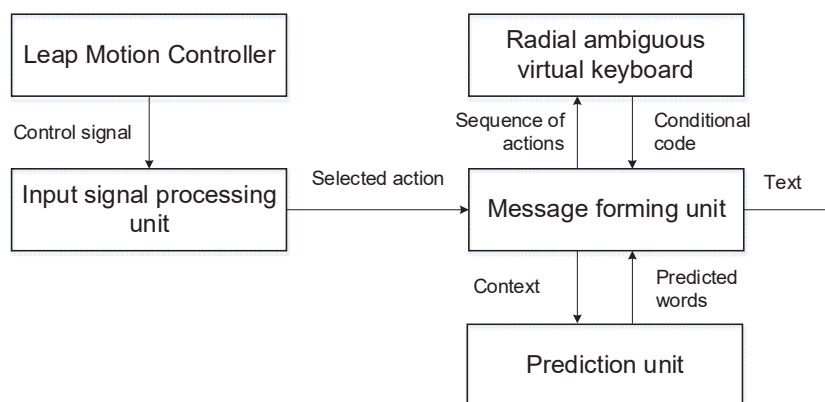 Leap Motion Controller
Radial ambiguous
virtual keyboard
Control signal
Sequence of
actions
Conditional
code
Input signal processing
unit
Selected action
Message forming unit
Text
Context
Predicted
words
Prediction unit